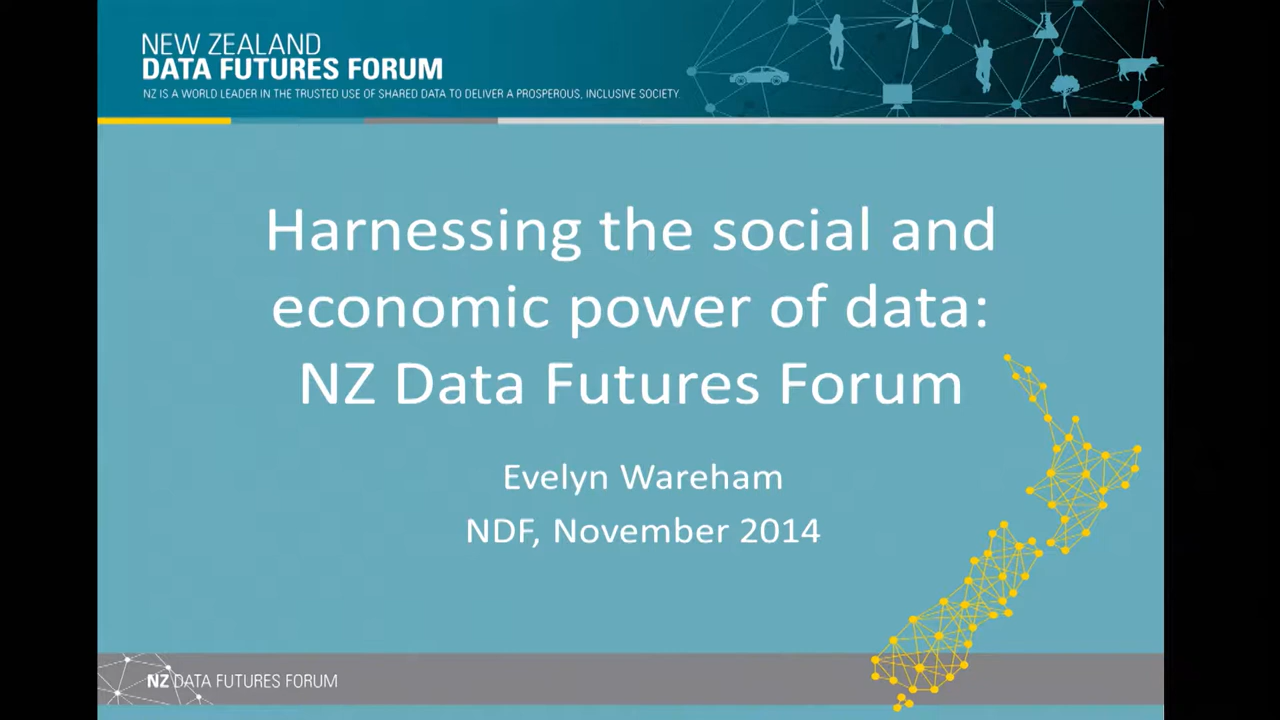 NEW ZEALAND
DATA FUTURES FORUM
NZ IS A WORLD LEADER IN THE TRUSTED USE OF SHARED DATA TO DELIVER A PROSPEROUS, INCLUSIVE SOCIETY.
Harnessing the social and
economic power of data:
NZ Data Futures Forum
Evelyn Wareham
NDF, November 2014
NZ DATA FUTURES FORUM